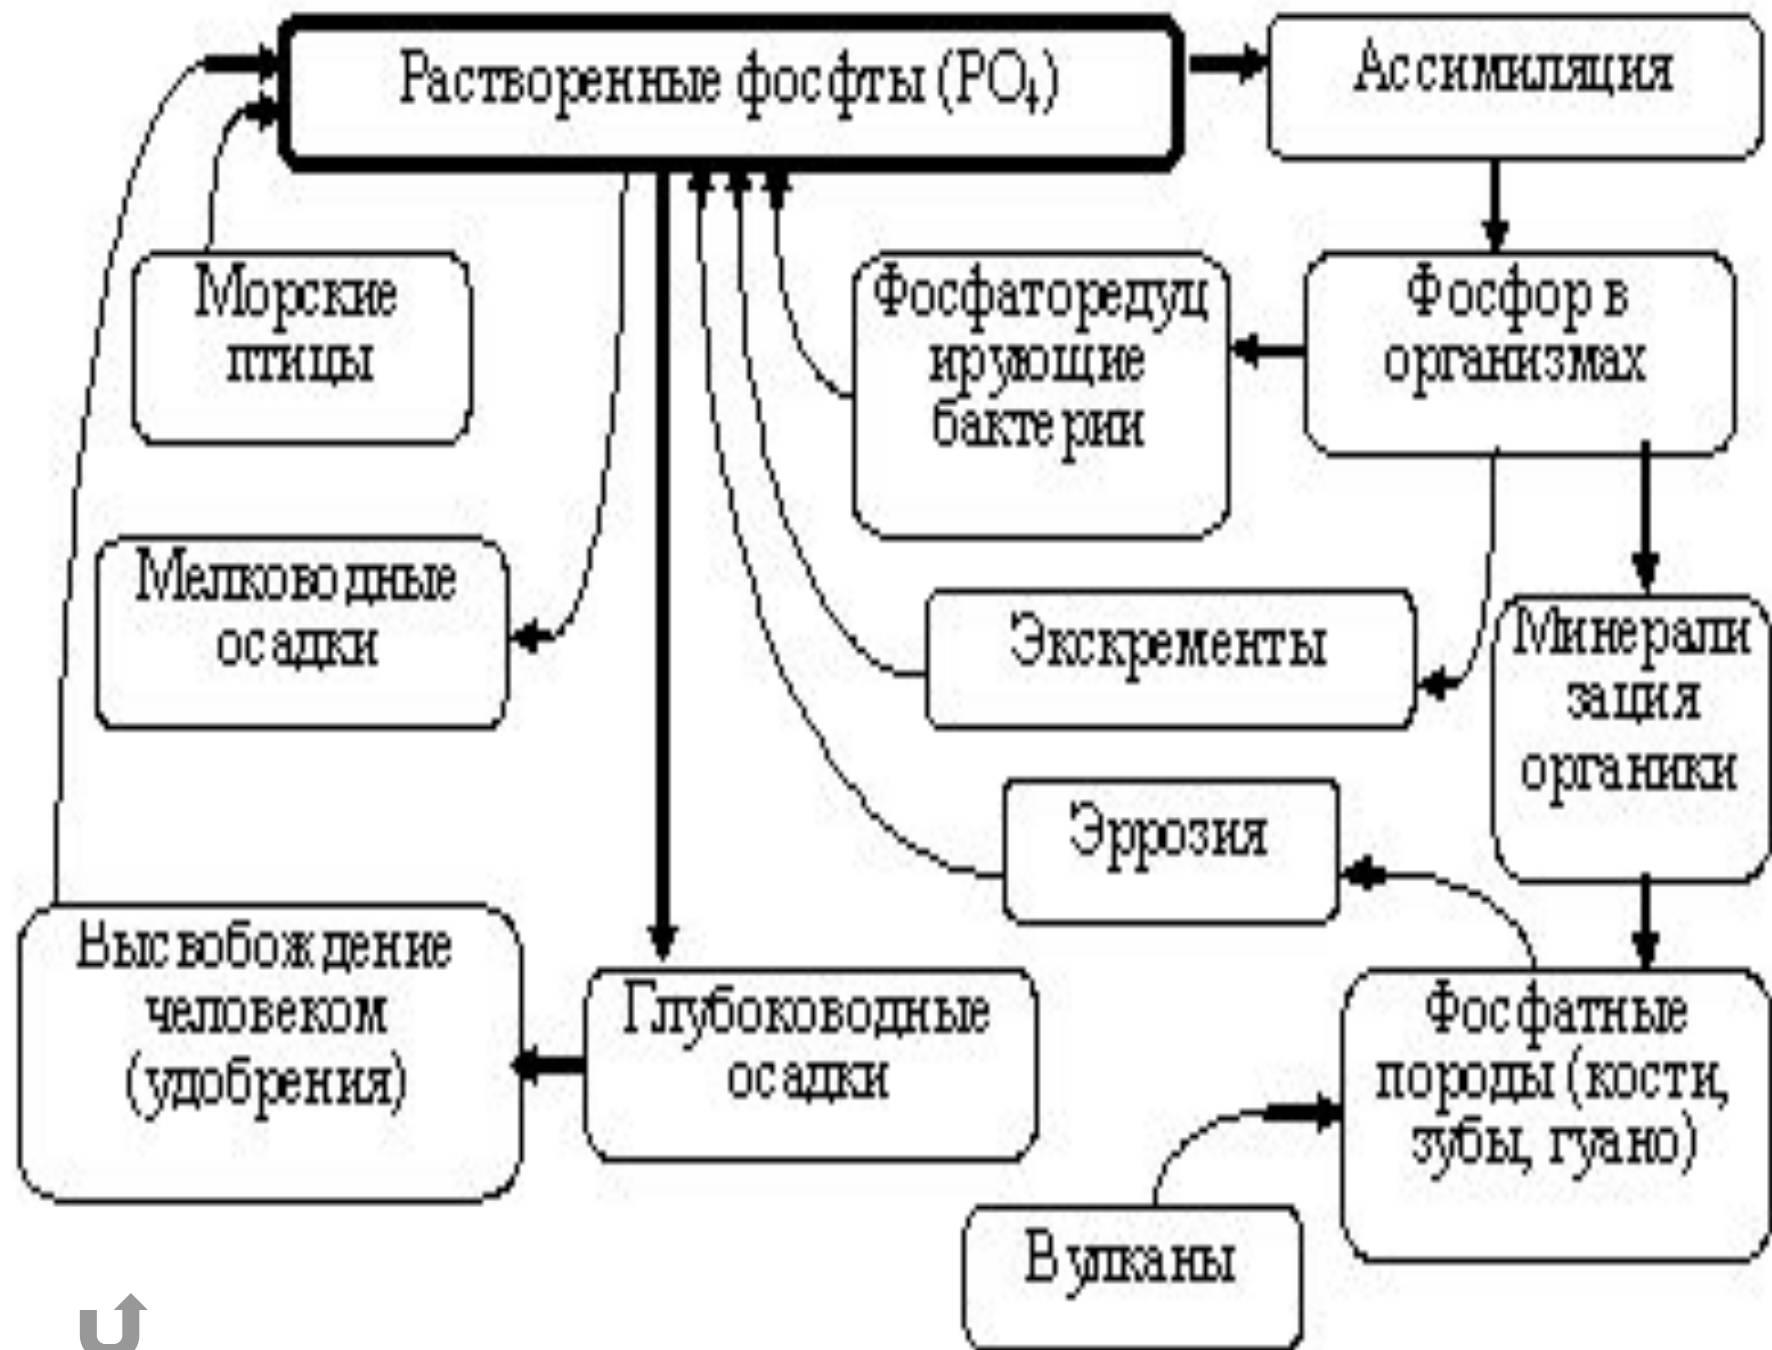 Растворенные фосфты (PO₄)
Ассимиляция
Морские
птицы
Фосфаторедуц
ирующие
бактерии
Фосфор в
организмах
Мелководные
осадки
Экскременты
Минерали
зация
органики
Эррозия
Высвобождение
человеком
(удобрения)
Глубоководные
осадки
Фосфатные
породы (кости,
зубы, гуано)
Вулканы